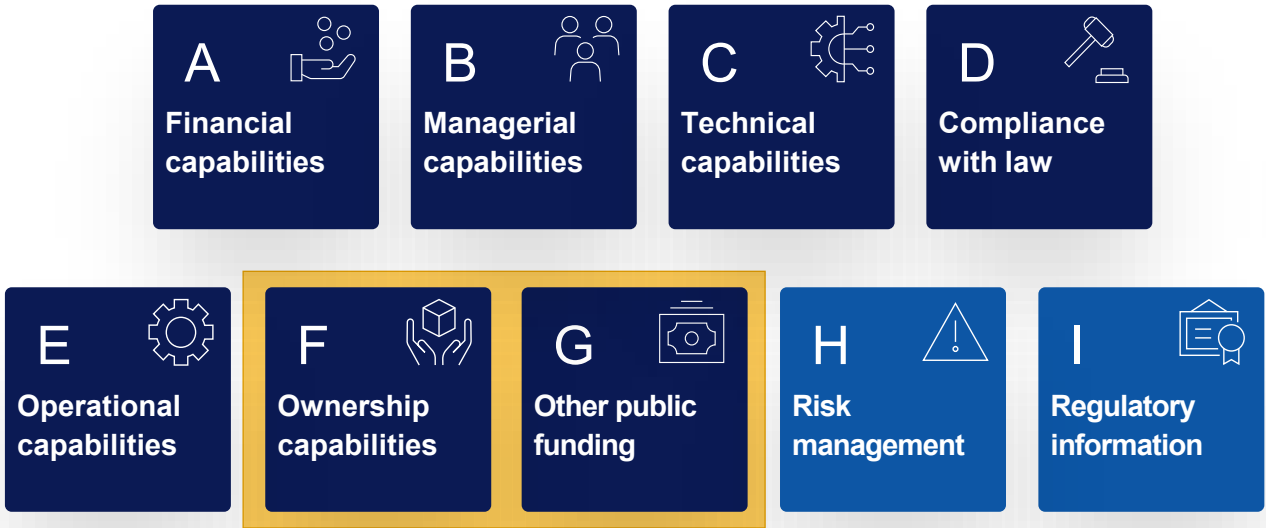 A
Financial
capabilities
B
Managerial
capabilities
C
Technical
capabilities
D
Compliance
with law
E
Operational
capabilities
F
Ownership
capabilities
G
Other public
funding
H
Risk
management
I
Regulatory
information